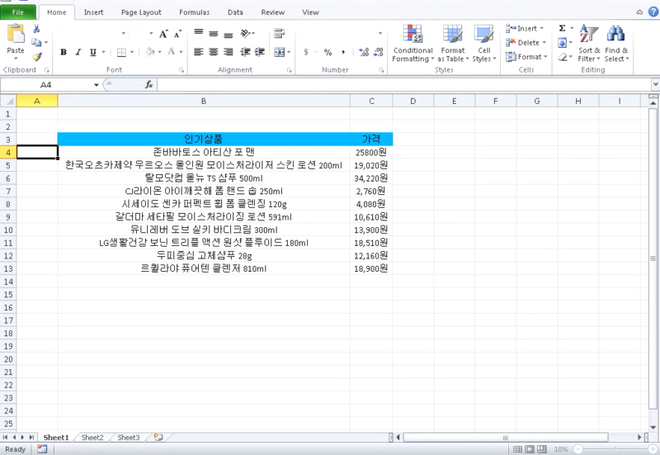 File Home Insert Page Layout Formulas Data Review View
Paste
Clipboard
B I U
Font
A A
Alignment
$ % ,
Number
Conditional Formatting
Format as Table
Cell Styles
Styles
Insert
Delete
Format
Cells
Σ
Sort & Filter
Find & Select
Editing
A4
fx
A B C D E F G H I
1
2
3 인기상품 가격
4 존바바토스 아티산 포 맨 25800원
5 한국오츠카제약 우르오스 올인원 모이스처라이저 스킨 로션 200ml 19,020원
6 탈모닷컴 올뉴 TS 샴푸 500ml 34,220원
7 CJ라이온 아이깨끗해 폼 핸드 솝 250ml 2,760원
8 시세이도 센카 퍼펙트 휩 폼 클렌징 120g 4,080원
9 갈더마 세타필 모이스처라이징 로션 591ml 10,610원
10 유니레버 도브 실키 바디크림 300ml 13,900원
11 LG생활건강 보닌 트리플 액션 원샷 플루이드 180ml 18,510원
12 두피중심 고체샴푸 28g 12,160원
13 르퀼라야 퓨어텐 클렌저 810ml 18,900원
14
15
16
17
18
19
20
21
22
23
24
25
Sheet1 Sheet2 Sheet3
Ready